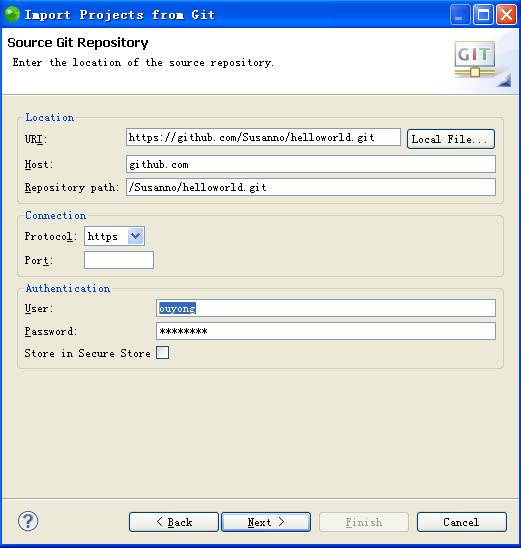 Import Projects from Git
Source Git Repository
Enter the location of the source repository.
GIT
Location
URI: https://github.com/Susanno/helloworld.git Local File...
Host: github.com
Repository path: /Susanno/helloworld.git
Connection
Protocol: https
Port:
Authentication
User: ouyong
Password: ********
Store in Secure Store
? < Back Next > Finish Cancel